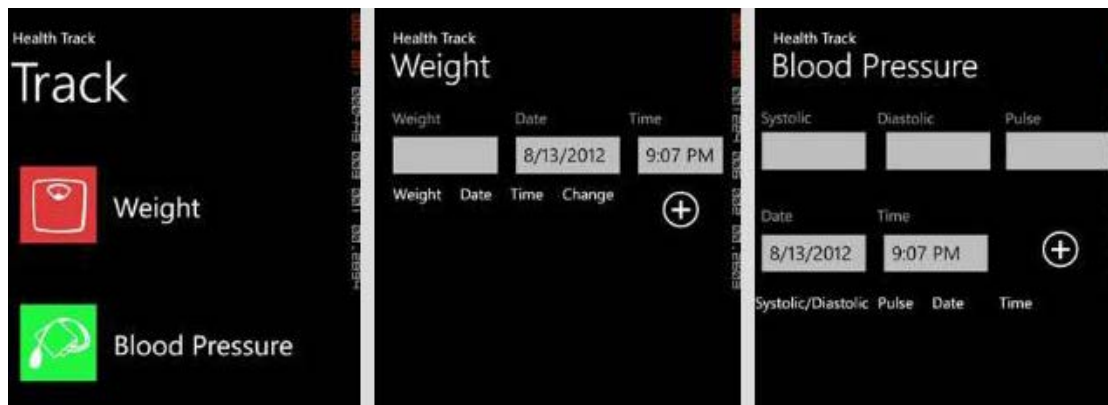 Health Track
Track
Weight
Blood Pressure
Health Track
Weight
Weight Date Time
8/13/2012 9:07 PM
Weight Date Time Change
Health Track
Blood Pressure
Systolic Diastolic Pulse
Date Time
8/13/2012 9:07 PM
Systolic/Diastolic Pulse Date Time